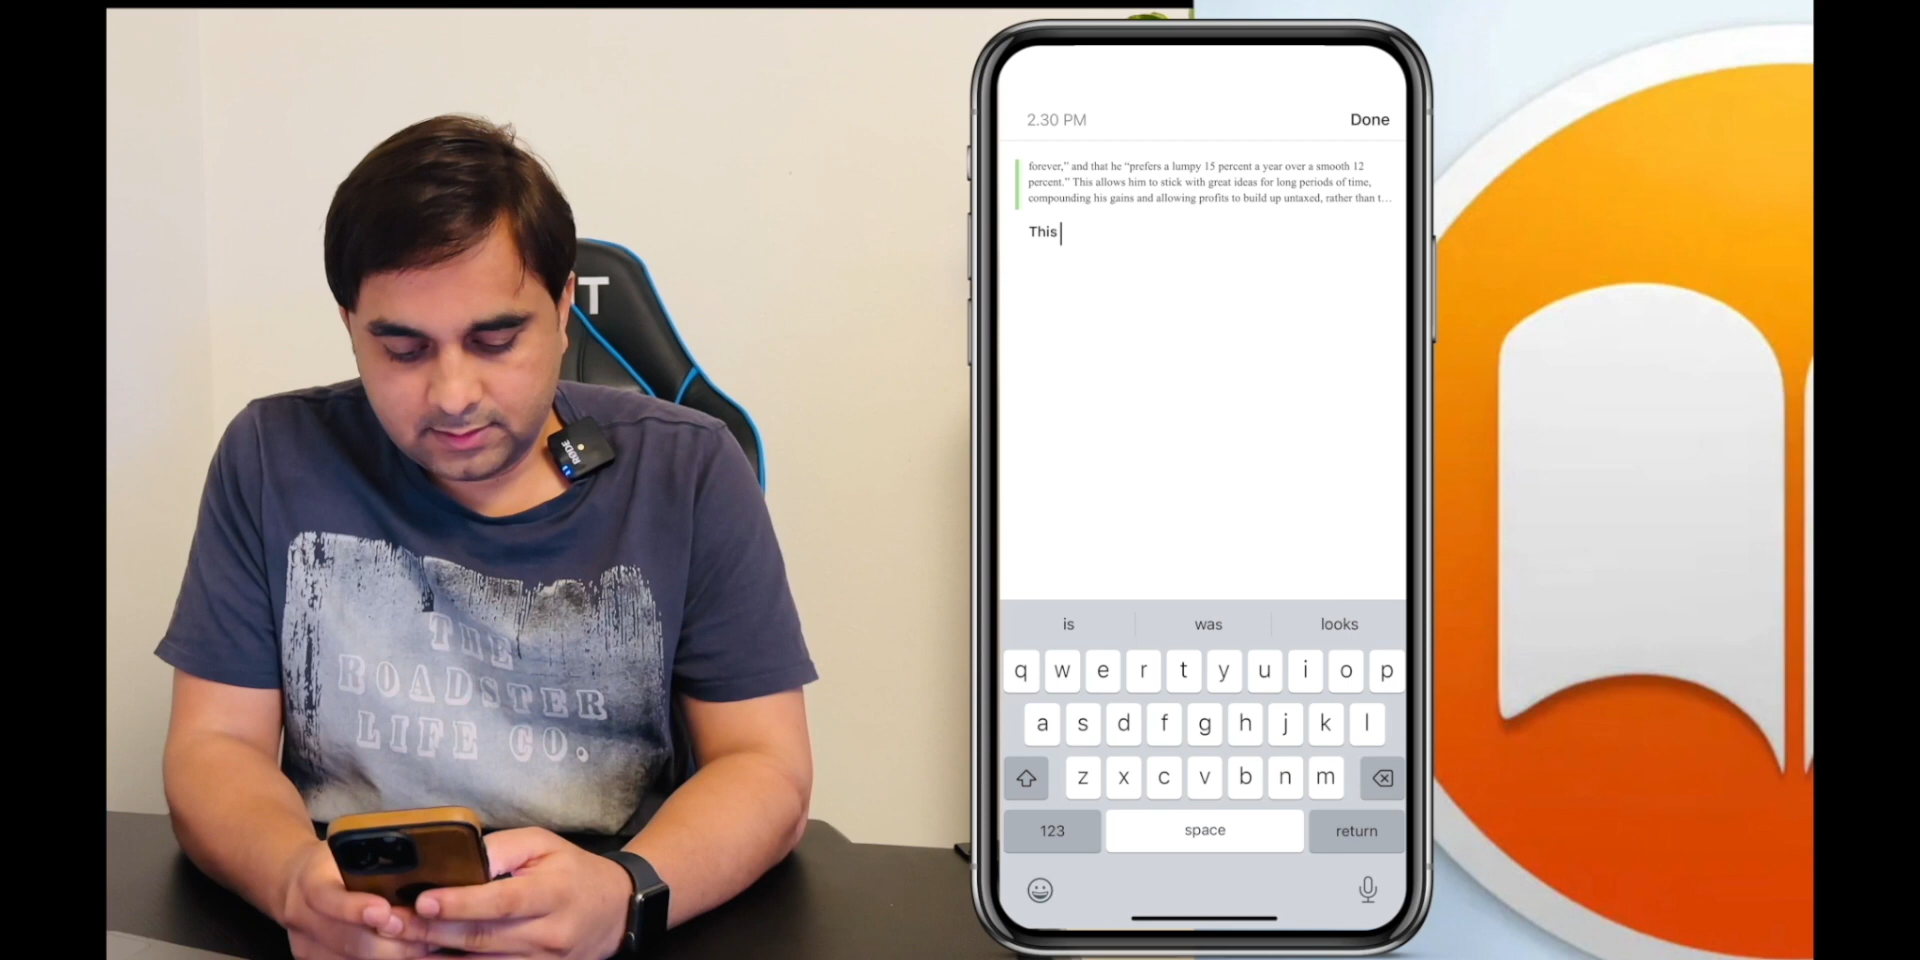 T
RØDE
THE
ROADSTER
LIFE CO.
2.30 PM
Done
forever,” and that he “prefers a lumpy 15 percent a year over a smooth 12
percent.” This allows him to stick with great ideas for long periods of time,
compounding his gains and allowing profits to build up untaxed, rather than t…
This
is was looks
q w e r t y u i o p
a s d f g h j k l
z x c v b n m
123 space return